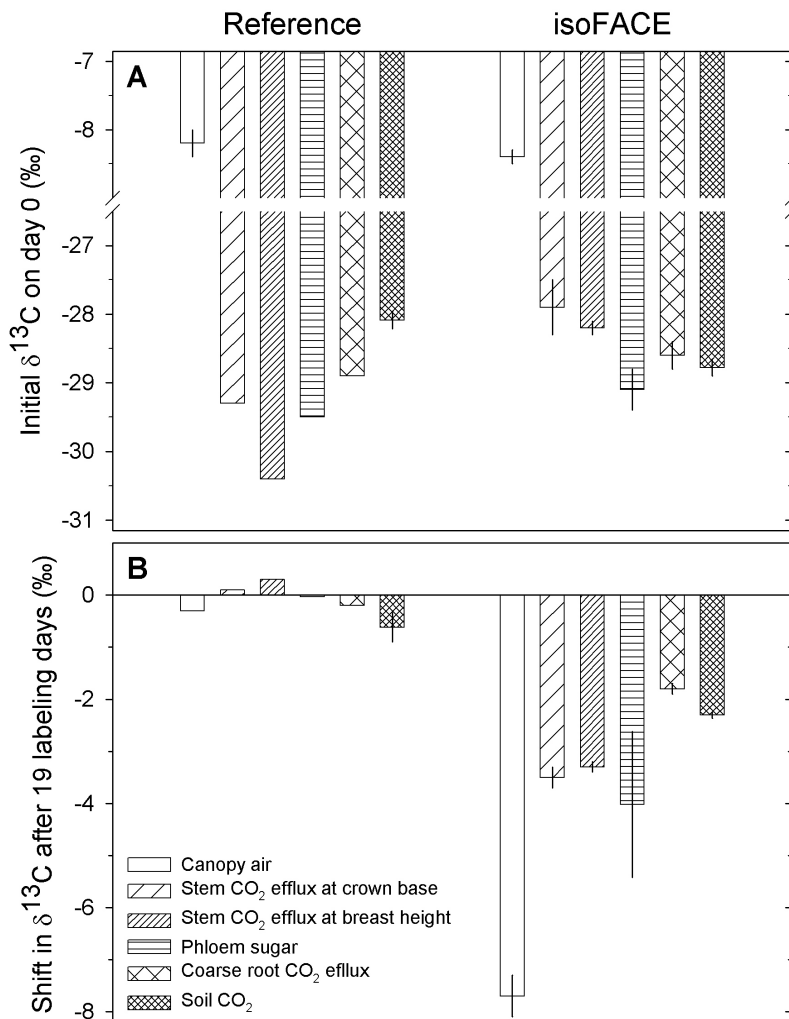 Reference isoFACE
A
-7
-8
-27
-28
-29
-30
-31
Initial δ13C on day 0 (‰)
B
0
-2
-4
-6
-8
Shift in δ13C after 19 labeling days (‰)
Canopy air
Stem CO2 efflux at crown base
Stem CO2 efflux at breast height
Phloem sugar
Coarse root CO2 efllux
Soil CO2